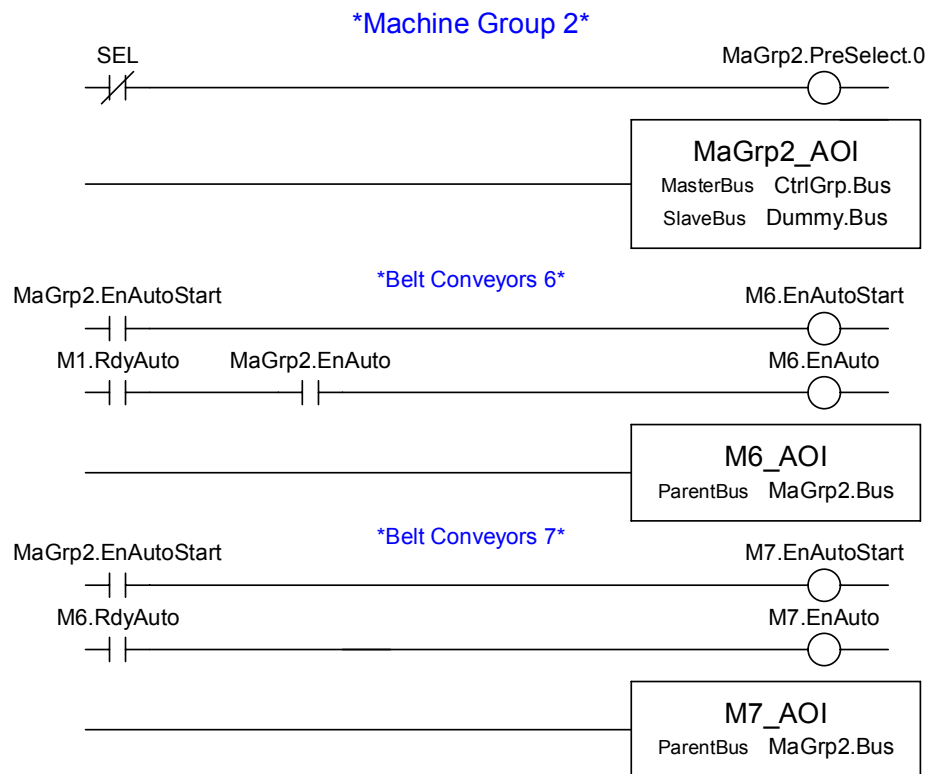 *Machine Group 2*
SEL MaGrp2.PreSelect.0
MaGrp2_AOI
MasterBus CtrlGrp.Bus
SlaveBus Dummy.Bus
*Belt Conveyors 6*
MaGrp2.EnAutoStart M6.EnAutoStart
M1.RdyAuto MaGrp2.EnAuto M6.EnAuto
M6_AOI
ParentBus MaGrp2.Bus
*Belt Conveyors 7*
MaGrp2.EnAutoStart M7.EnAutoStart
M6.RdyAuto M7.EnAuto
M7_AOI
ParentBus MaGrp2.Bus